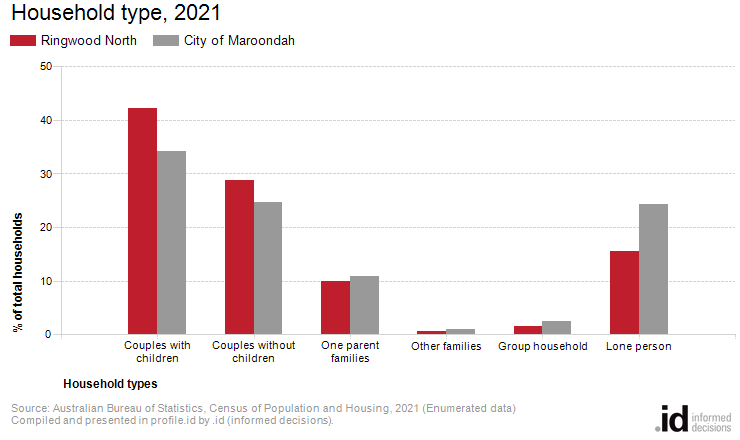 Household type, 2021
Ringwood North
City of Maroondah
50
40
30
20
10
0
% of total households
Couples with
children
Couples without
children
One parent
families
Other families
Group household
Lone person
Household types
Source: Australian Bureau of Statistics, Census of Population and Housing, 2021 (Enumerated data)
Compiled and presented in profile.id by .id (informed decisions).
.id informed
decisions